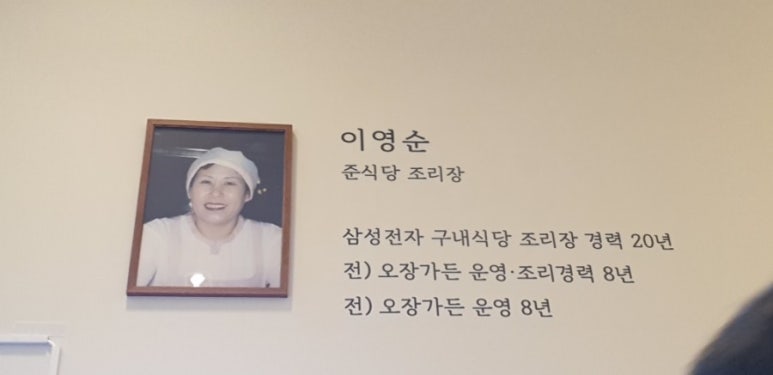 이영순
준식당 조리장
삼성전자 구내식당 조리장 경력 20년
전) 오장가든 운영·조리경력 8년
전) 오장가든 운영 8년